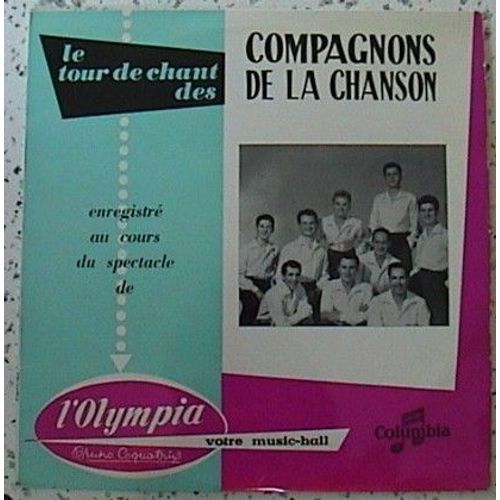 le
tour de chant
des
COMPAGNONS
DE LA CHANSON
enregistré
au cours
du spectacle
de
l'Olympia
Bruno Coquatrix
votre music-hall
Columbia